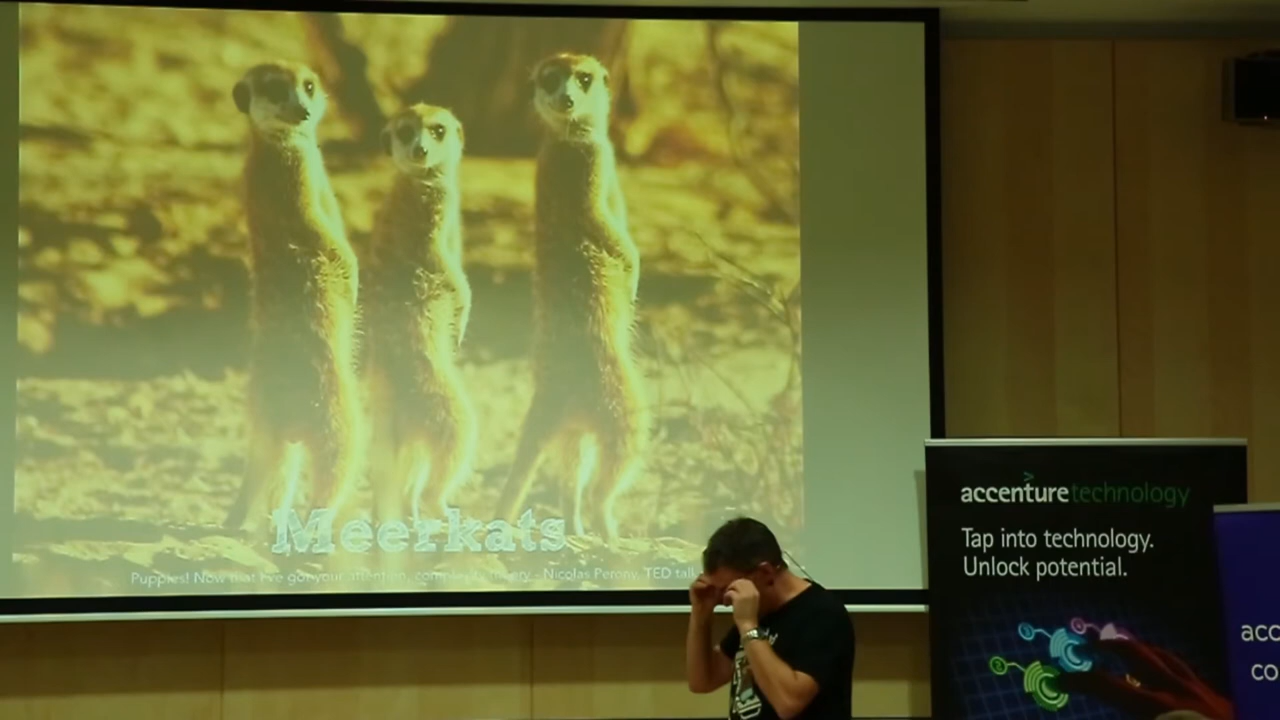 Meerkats
Puppies! Now that I've got your attention, complexity theory - Nicolas Perony, TED talk
accenturetechnology
Tap into technology.
Unlock potential.
acc
co